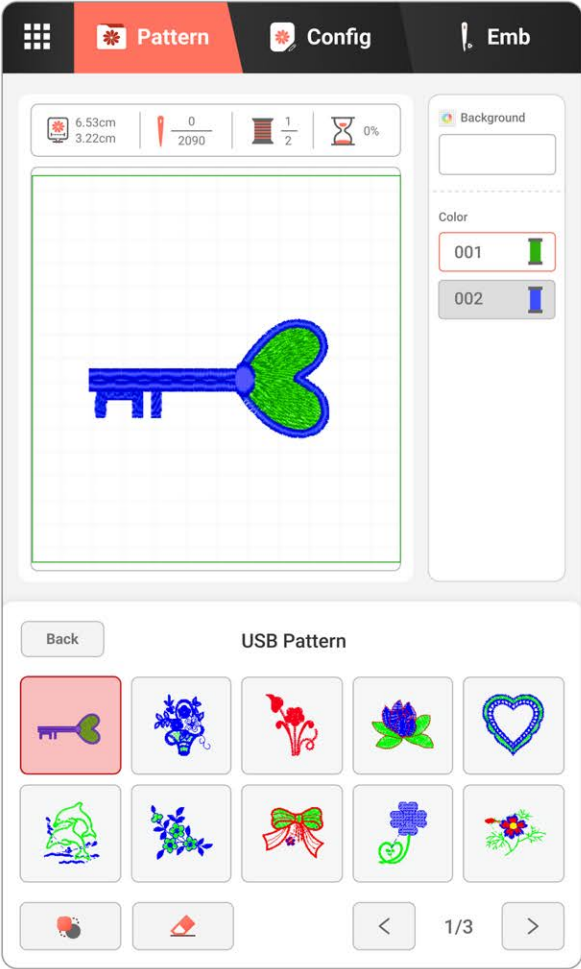 Pattern
Config
Emb
6.53cm
3.22cm
0
2090
1
2
0%
Background
Color
001
002
Back
USB Pattern
1/3